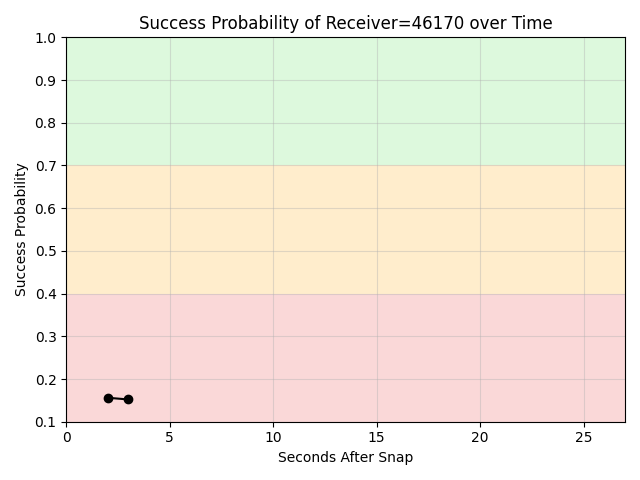 Success Probability of Receiver=46170 over Time
1.0
0.9
0.8
0.7
0.6
0.5
0.4
0.3
0.2
0.1
Success Probability
0 5 10 15 20 25
Seconds After Snap